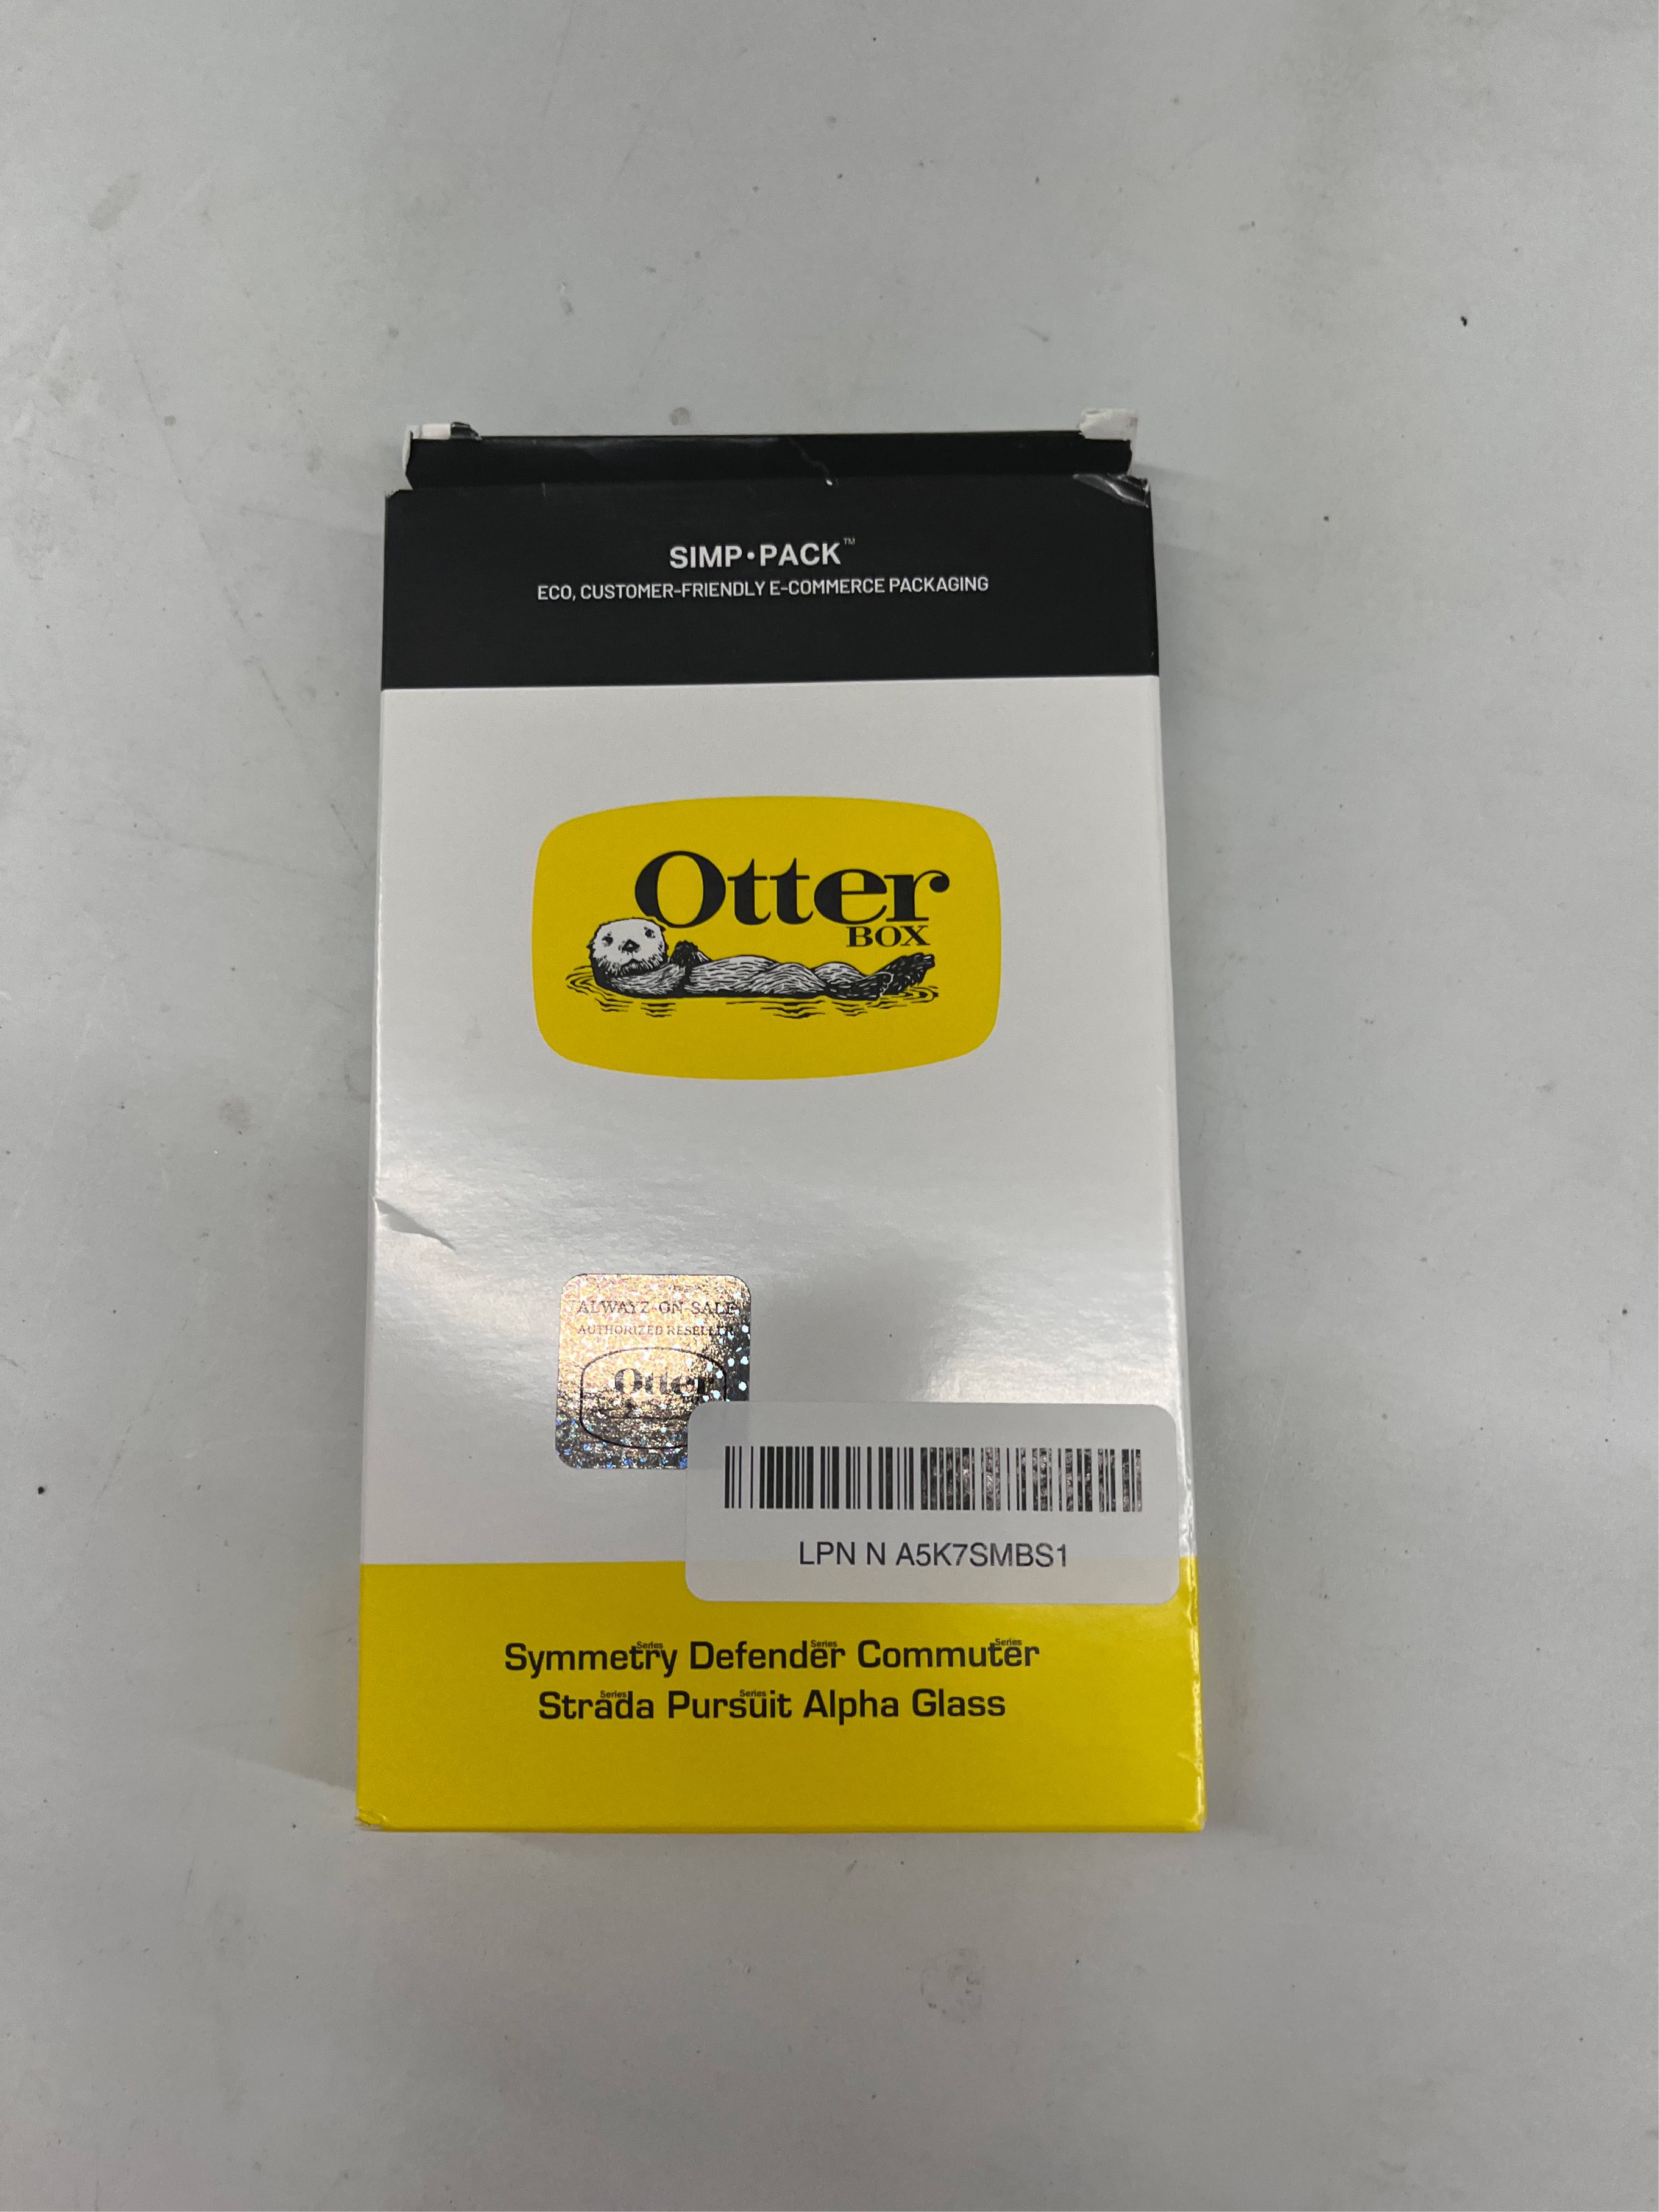 SIMP•PACK™
ECO, CUSTOMER-FRIENDLY E-COMMERCE PACKAGING
Otter
BOX
ALWAYZ-ON-SALE
AUTHORIZED RESELLER
Otter
LPN N A5K7SMBS1
Symmetry Series Defender Series Commuter Series
Strada Series Pursuit Series Alpha Glass